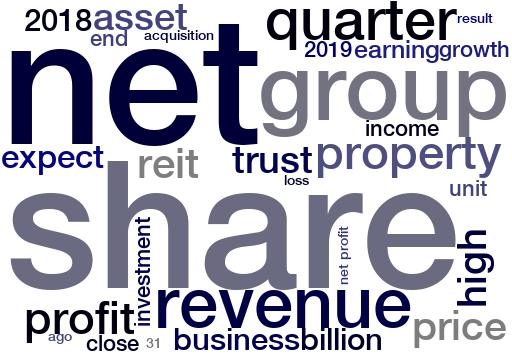 2018 asset quarter result
end acquisition 2019 earning growth
net group
income
expect reit trust property
loss unit
share
investment net profit high
revenue
profit price
ago close 31 business billion